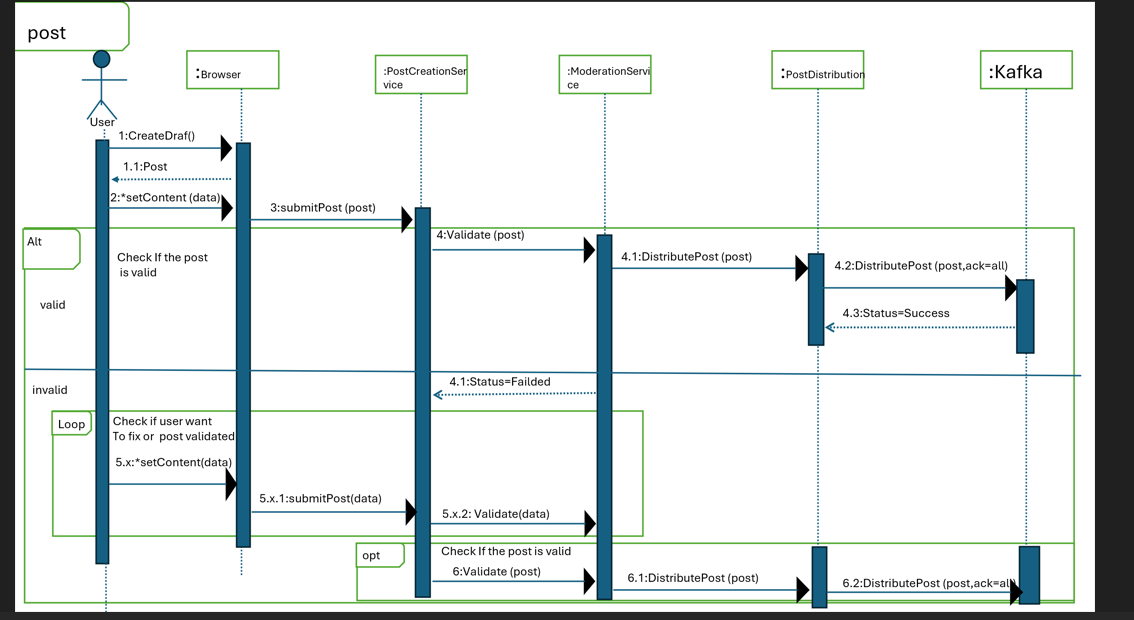 post
:Browser
:PostCreationSer
vice
:ModerationServi
ce
:PostDistribution
:Kafka
User
1:CreateDraf()
1.1:Post
2:*setContent (data)
3:submitPost (post)
Alt
4:Validate (post)
4.1:DistributePost (post)
4.2:DistributePost (post,ack=all)
Check If the post
is valid
valid
4.3:Status=Success
invalid
4.1:Status=Failded
Loop
Check if user want
To fix or post validated
5.x:*setContent(data)
5.x.1:submitPost(data)
5.x.2: Validate(data)
opt
Check If the post is valid
6:Validate (post)
6.1:DistributePost (post)
6.2:DistributePost (post,ack=all)